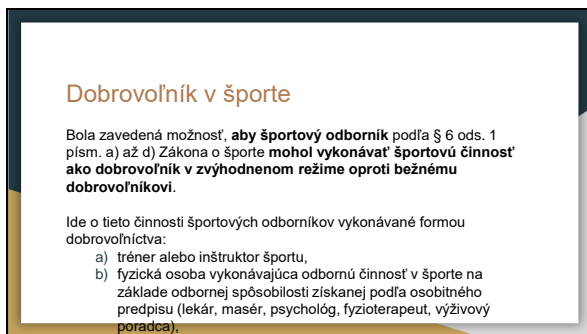 Dobrovoľník v športe
Bola zavedená možnosť, aby športový odborník podľa § 6 ods. 1
písm. a) až d) Zákona o športe mohol vykonávať športovú činnosť
ako dobrovoľník v zvýhodnenom režime oproti bežnému
dobrovoľníkovi.
Ide o tieto činnosti športových odborníkov vykonávané formou
dobrovoľníctva:
a) tréner alebo inštruktor športu,
b) fyzická osoba vykonávajúca odbornú činnosť v športe na
základe odbornej spôsobilosti získanej podľa osobitného
predpisu (lekár, masér, psychológ, fyzioterapeut, výživový
poradca),